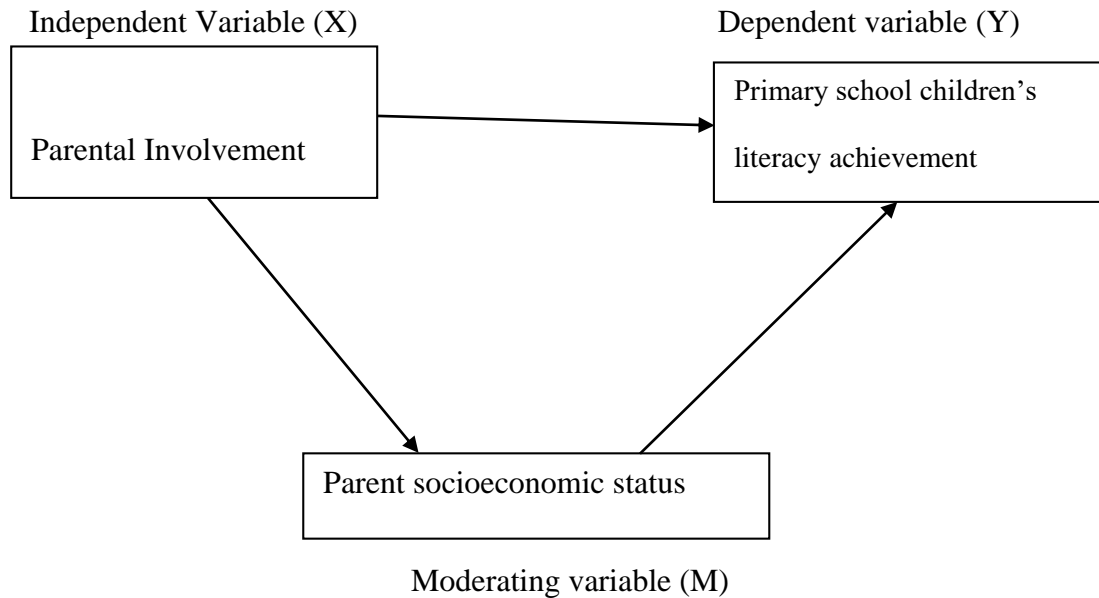 Independent Variable (X)
Dependent variable (Y)
Parental Involvement
Primary school children’s
literacy achievement
Parent socioeconomic status
Moderating variable (M)